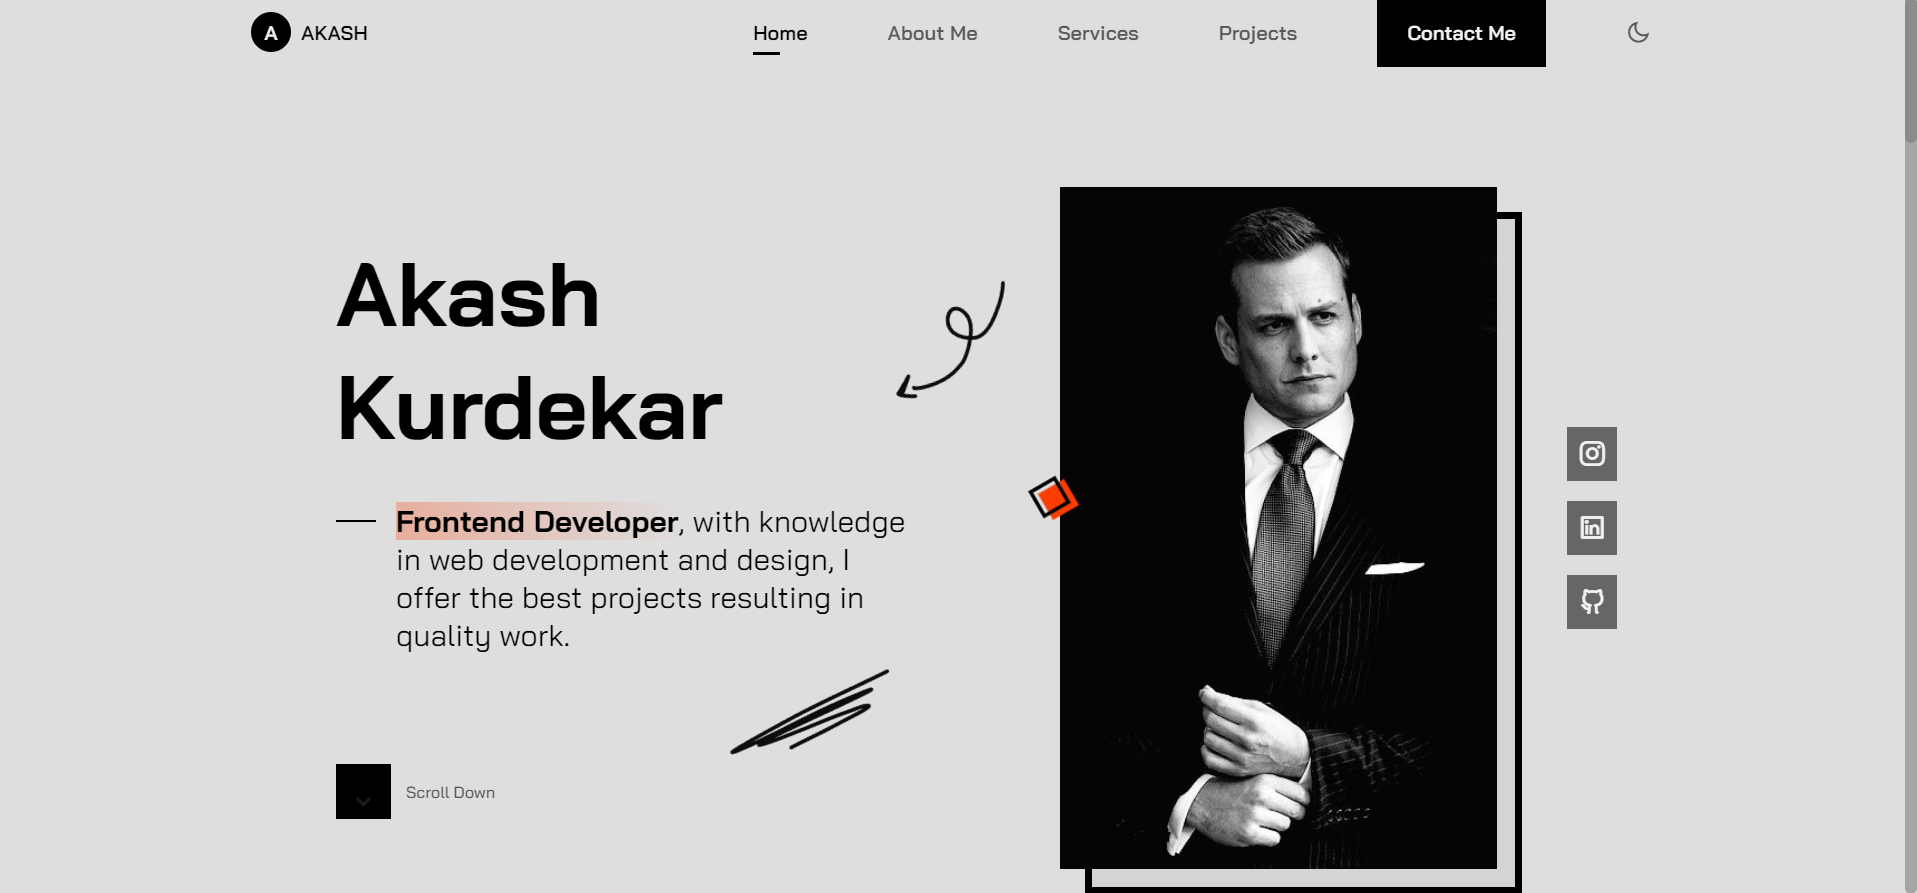 A AKASH
Home
About Me
Services
Projects
Contact Me
Akash
Kurdekar
Frontend Developer, with knowledge
in web development and design, I
offer the best projects resulting in
quality work.
Scroll Down